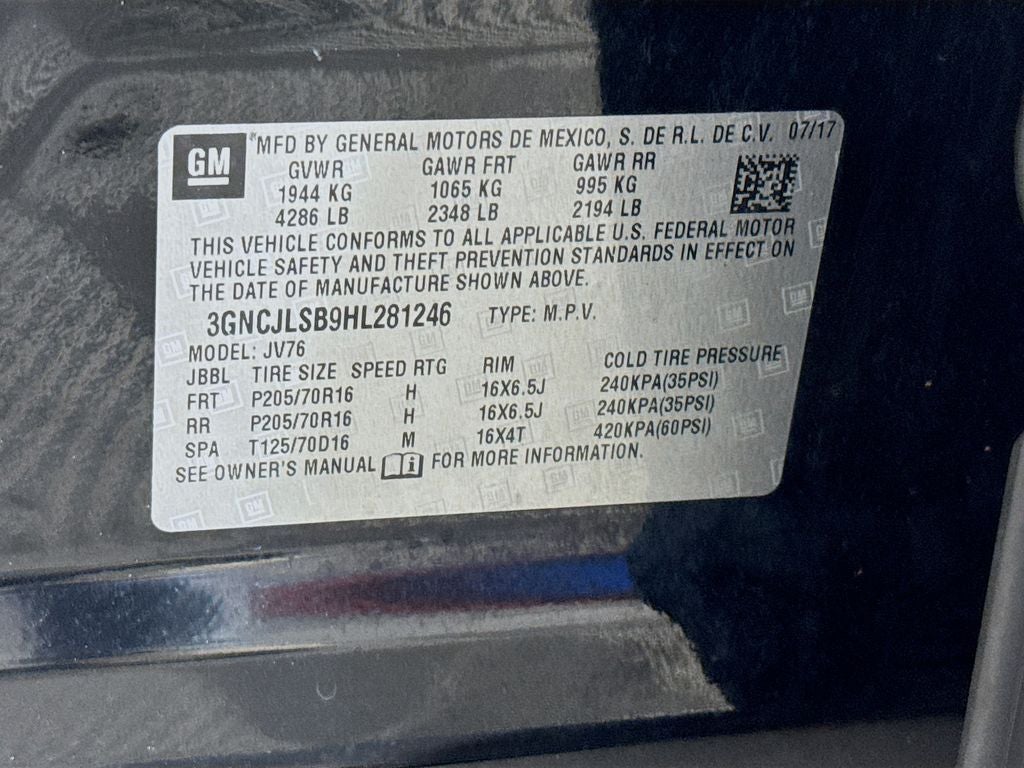 GM
MFD BY GENERAL MOTORS DE MEXICO, S. DE R.L. DE C.V. 07/17
GVWR GAWR FRT GAWR RR
1944 KG 1065 KG 995 KG
4286 LB 2348 LB 2194 LB
THIS VEHICLE CONFORMS TO ALL APPLICABLE U.S. FEDERAL MOTOR
VEHICLE SAFETY AND THEFT PREVENTION STANDARDS IN EFFECT ON
THE DATE OF MANUFACTURE SHOWN ABOVE.
3GNCJLSB9HL281246 TYPE: M.P.V.
MODEL: JV76
JBBL TIRE SIZE SPEED RTG RIM COLD TIRE PRESSURE
FRT P205/70R16 H 16X6.5J 240KPA(35PSI)
RR P205/70R16 H 16X6.5J 240KPA(35PSI)
SPA T125/70D16 M 16X4T 420KPA(60PSI)
SEE OWNER'S MANUAL i FOR MORE INFORMATION.